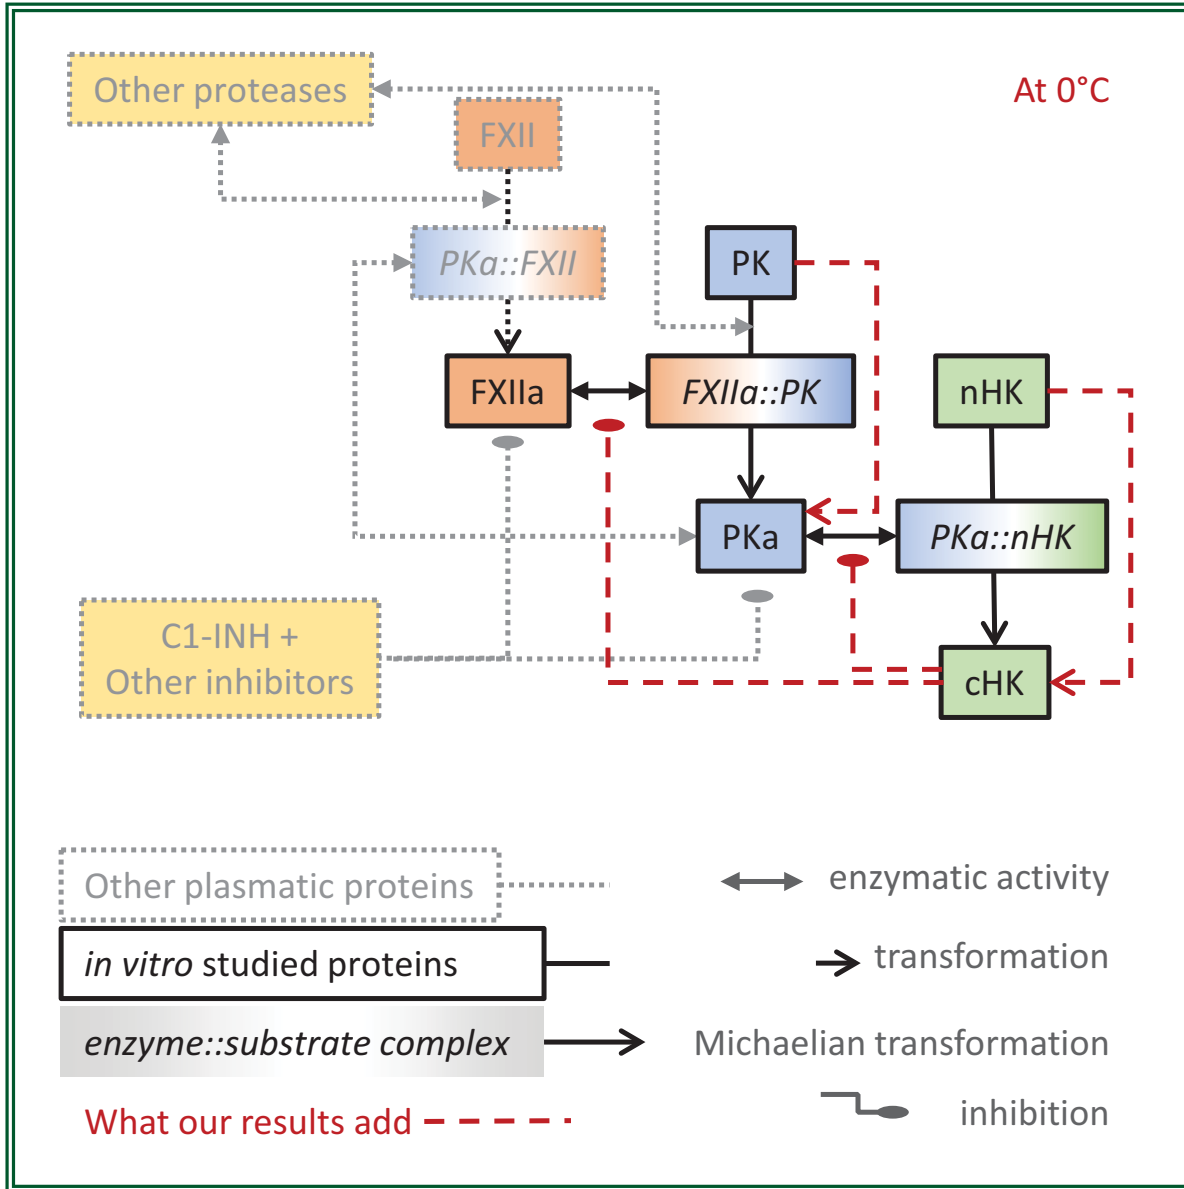 Other proteases
At 0°C
FXII
PKa::FXII
PK
FXIIa
FXIIa::PK
nHK
PKa
PKa::nHK
C1-INH +
Other inhibitors
cHK
Other plasmatic proteins
enzymatic activity
in vitro studied proteins
transformation
enzyme::substrate complex
Michaelian transformation
What our results add
inhibition